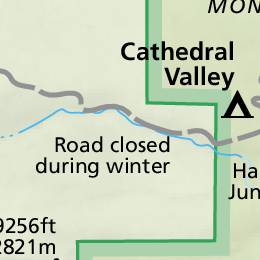 MON
Cathedral
Valley
Road closed
during winter
Ha
Jun
9256ft
2821m